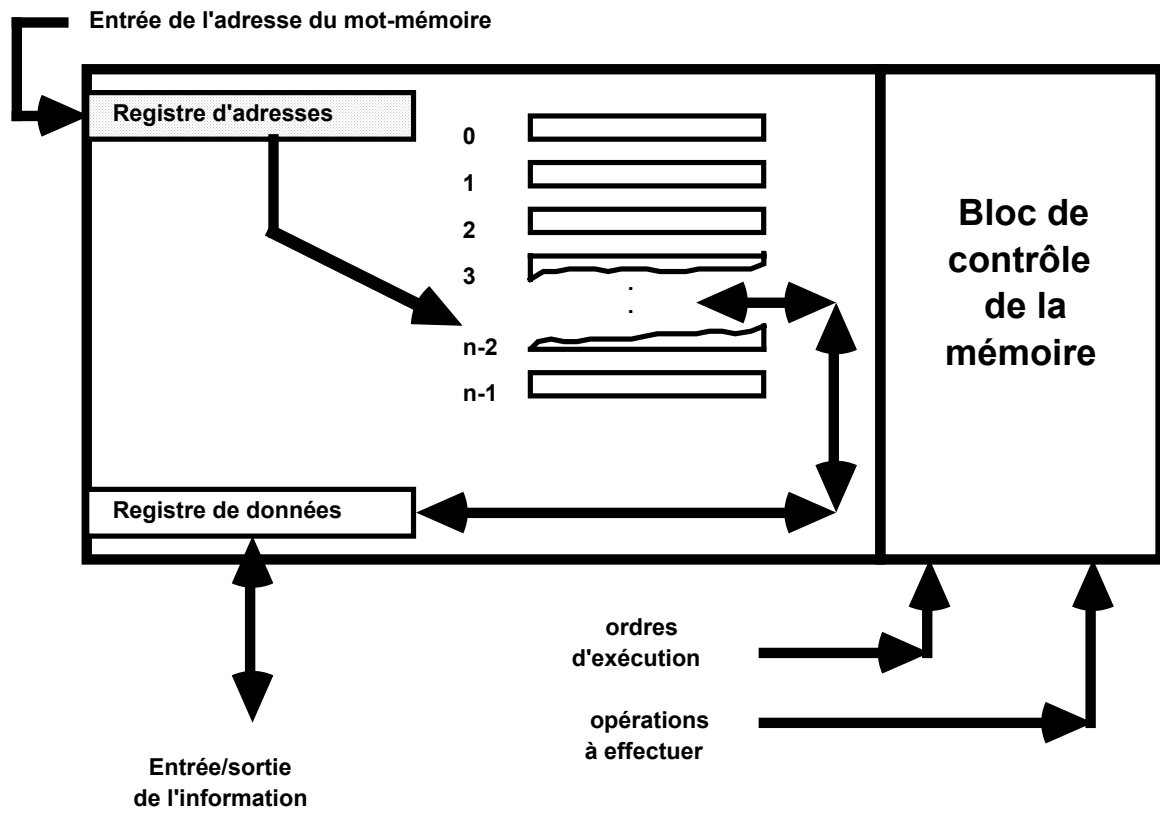 Entrée de l'adresse du mot-mémoire
Registre d'adresses
0
1
2
3
.
.
n-2
n-1
Bloc de
contrôle
de la
mémoire
Registre de données
ordres
d'exécution
opérations
à effectuer
Entrée/sortie
de l'information